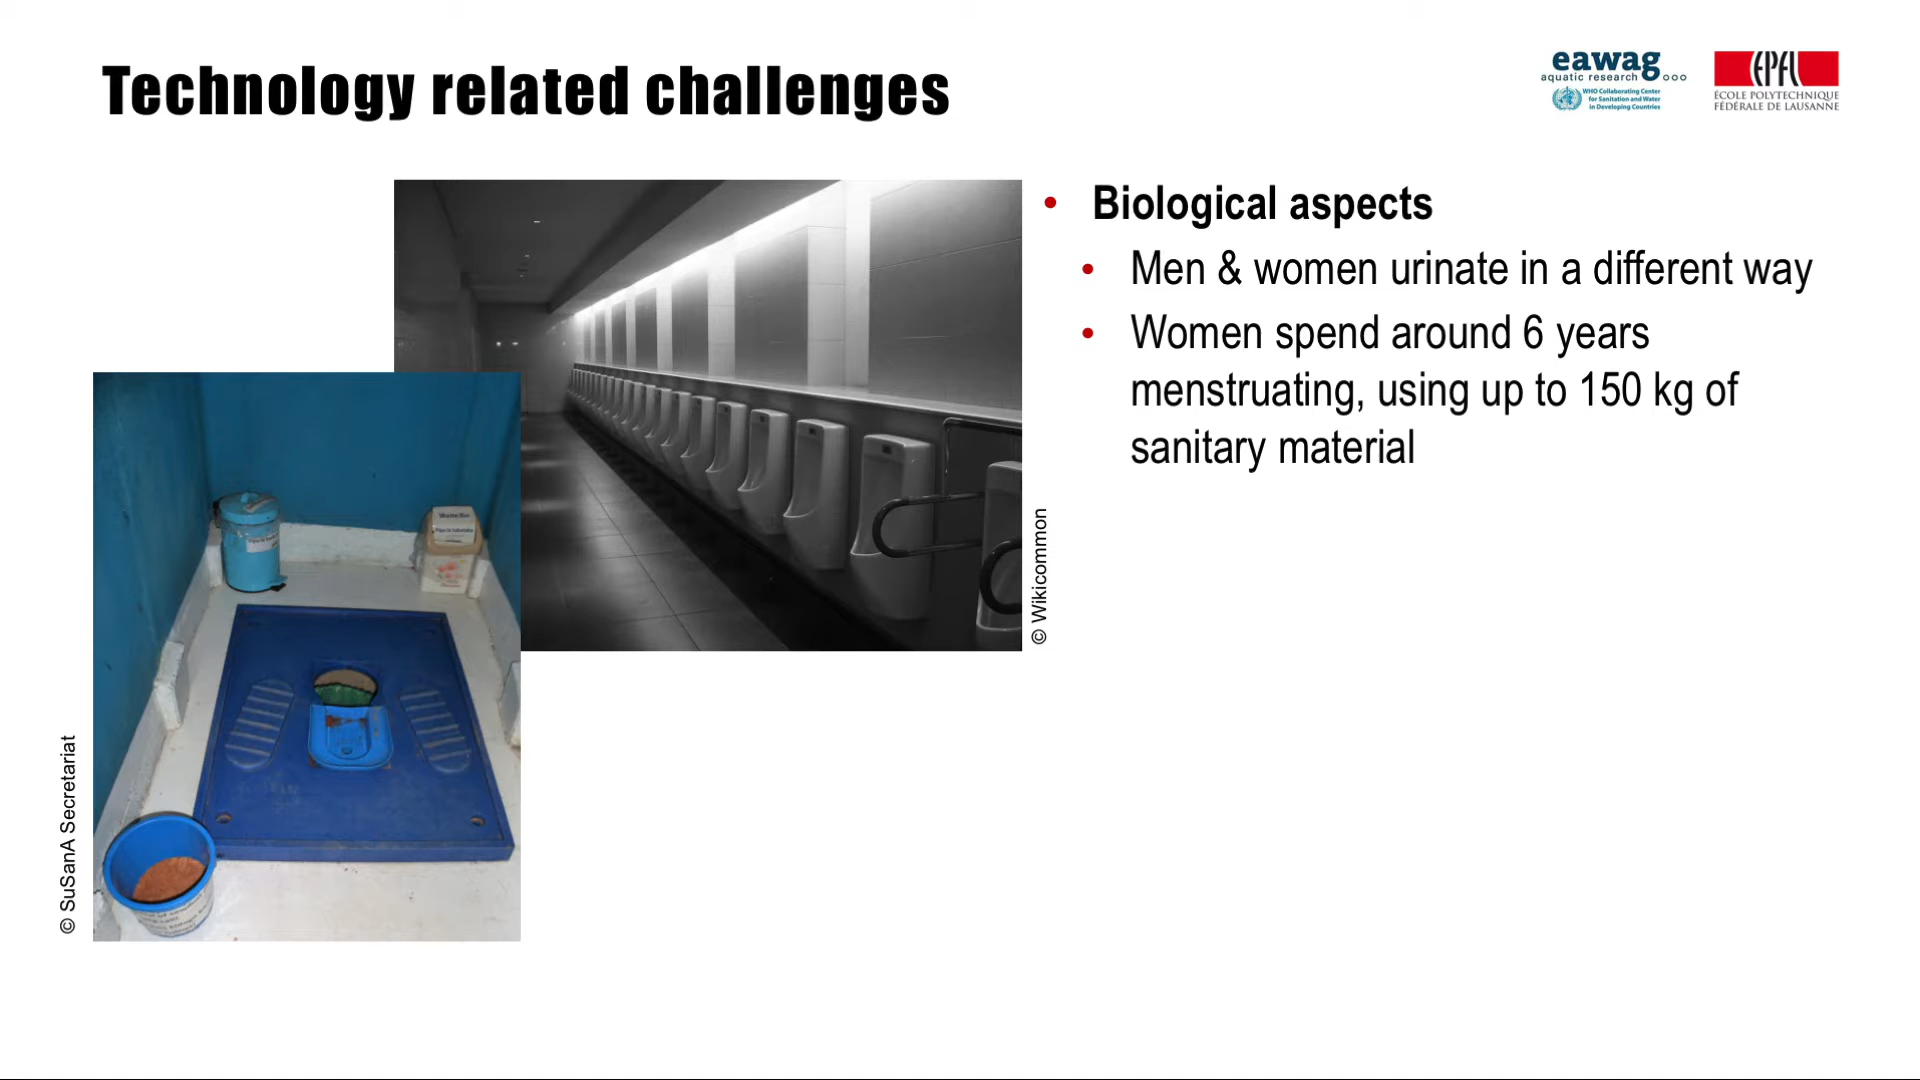 Technology related challenges
eawag
aquatic research
WHO Collaborating Center
for Sanitation and Water
in Developing Countries
EPFL
ÉCOLE POLYTECHNIQUE
FÉDÉRALE DE LAUSANNE
• Biological aspects
• Men & women urinate in a different way
• Women spend around 6 years
menstruating, using up to 150 kg of
sanitary material
© Wikicommon
© SuSanA Secretariat